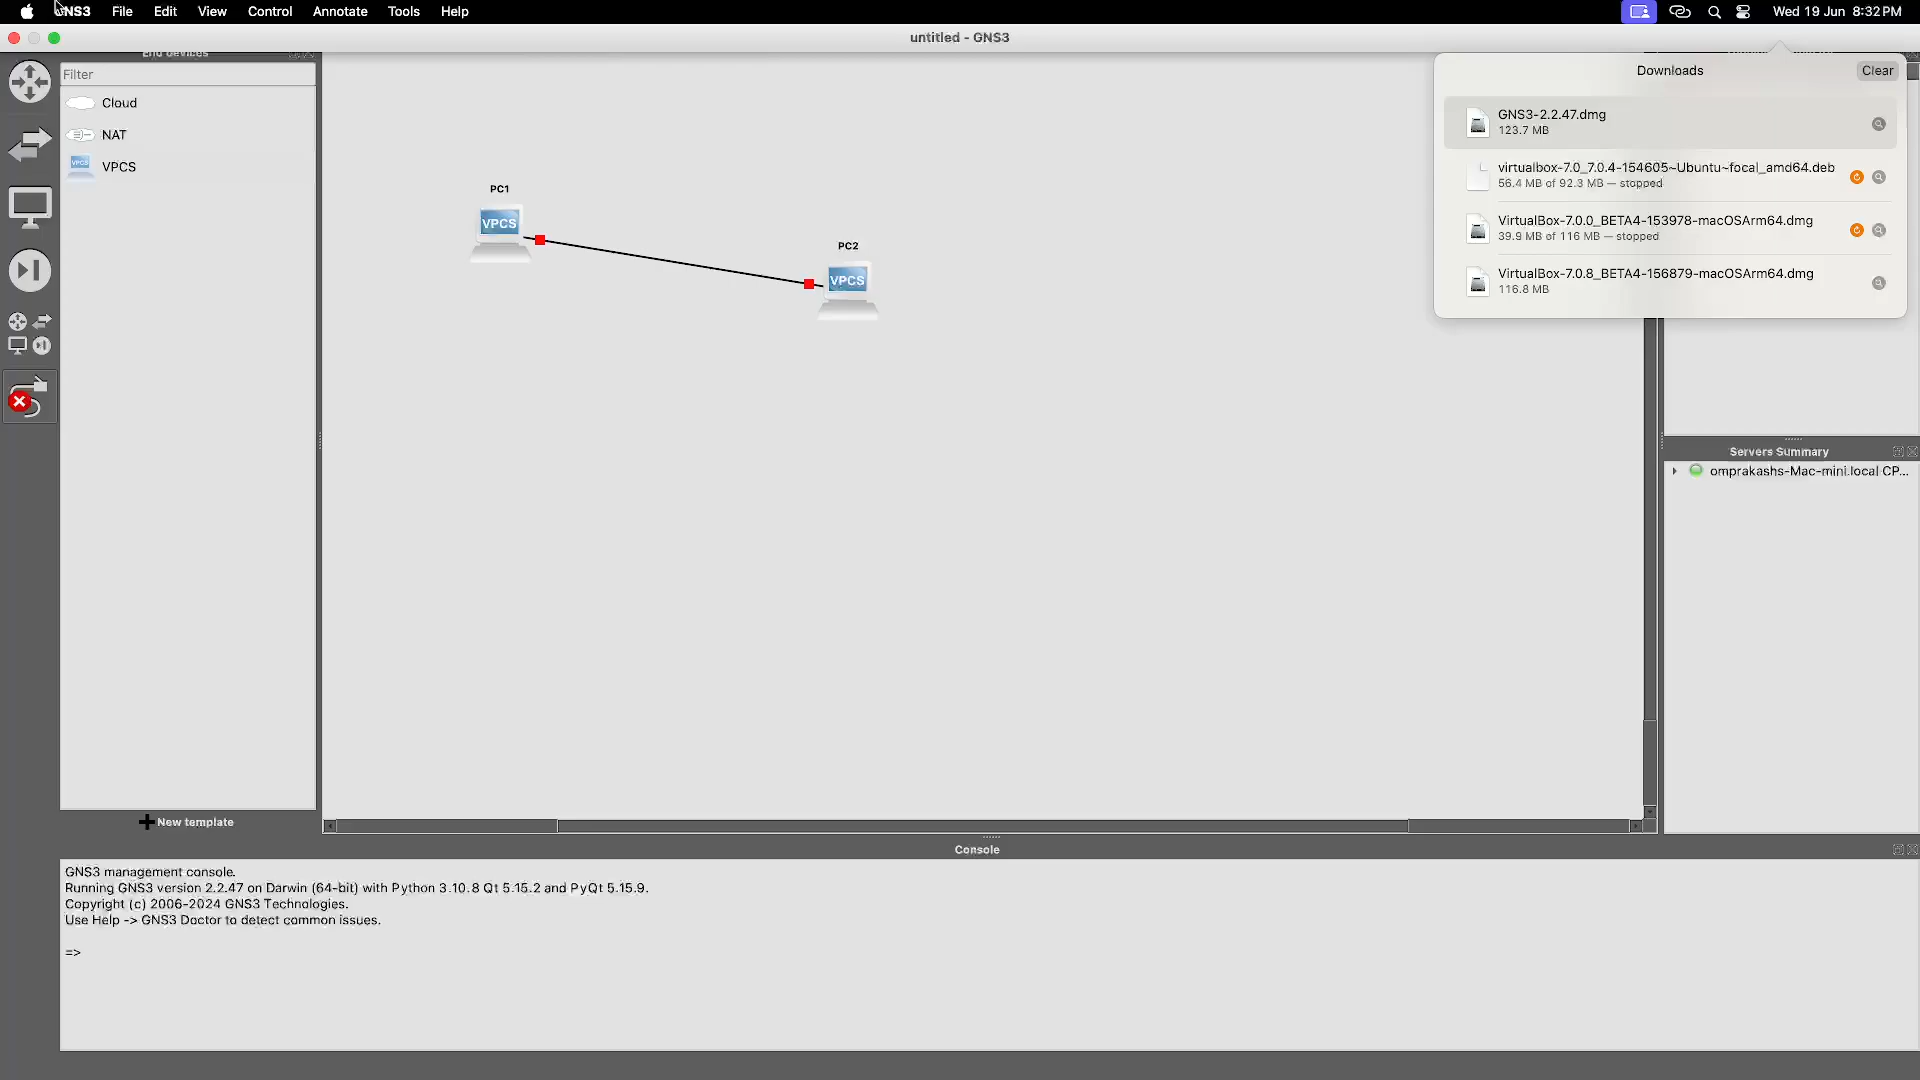 GNS3 File Edit View Control Annotate Tools Help
Wed 19 Jun 8:32 PM
untitled - GNS3
End devices
Filter
Cloud
NAT
VPCS
VPCS
New template
PC1
VPCS
PC2
VPCS
Downloads
Clear
GNS3-2.2.47.dmg
123.7 MB
virtualbox-7.0_7.0.4-154605~Ubuntu~focal_amd64.deb
56.4 MB of 92.3 MB — stopped
VirtualBox-7.0.0_BETA4-153978-macOSArm64.dmg
39.9 MB of 116 MB — stopped
VirtualBox-7.0.8_BETA4-156879-macOSArm64.dmg
116.8 MB
Servers Summary
omprakashs-Mac-mini.local CP...
Console
GNS3 management console.
Running GNS3 version 2.2.47 on Darwin (64-bit) with Python 3.10.8 Qt 5.15.2 and PyQt 5.15.9.
Copyright (c) 2006-2024 GNS3 Technologies.
Use Help -> GNS3 Doctor to detect common issues.
=>